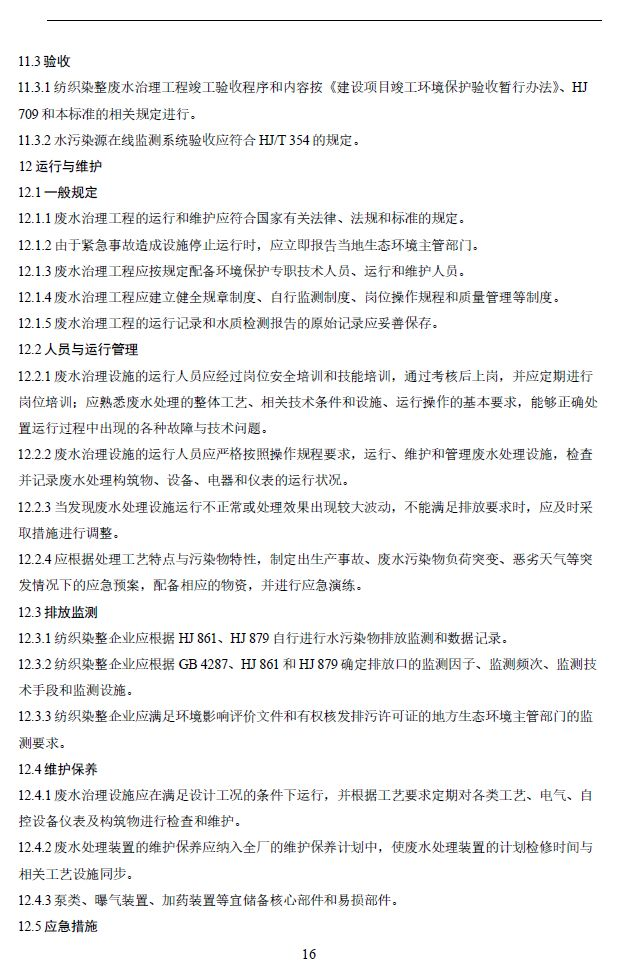 11.3 验收
11.3.1 纺织染整废水治理工程竣工验收程序和内容按《建设项目竣工环境保护验收暂行办法》、HJ
709 和本标准的相关规定进行。
11.3.2 水污染源在线监测系统验收应符合 HJ/T 354 的规定。
12 运行与维护
12.1 一般规定
12.1.1 废水治理工程的运行和维护应符合国家有关法律、法规和标准的规定。
12.1.2 由于紧急事故造成设施停止运行时，应立即报告当地生态环境主管部门。
12.1.3 废水治理工程应按规定配备环境保护专职技术人员、运行和维护人员。
12.1.4 废水治理工程应建立健全规章制度、自行监测制度、岗位操作规程和质量管理等制度。
12.1.5 废水治理工程的运行记录和水质检测报告的原始记录应妥善保存。
12.2 人员与运行管理
12.2.1 废水治理设施的运行人员应经过岗位安全培训和技能培训，通过考核后上岗，并应定期进行
岗位培训；应熟悉废水处理的整体工艺、相关技术条件和设施、运行操作的基本要求，能够正确处
置运行过程中出现的各种故障与技术问题。
12.2.2 废水治理设施的运行人员应严格按照操作规程要求，运行、维护和管理废水处理设施，检查
并记录废水处理构筑物、设备、电器和仪表的运行状况。
12.2.3 当发现废水处理设施运行不正常或处理效果出现较大波动，不能满足排放要求时，应及时采
取措施进行调整。
12.2.4 应根据处理工艺特点与污染物特性，制定出生产事故、废水污染物负荷突变、恶劣天气等突
发情况下的应急预案，配备相应的物资，并进行应急演练。
12.3 排放监测
12.3.1 纺织染整企业应根据 HJ 861、HJ 879 自行进行水污染物排放监测和数据记录。
12.3.2 纺织染整企业应根据 GB 4287、HJ 861 和 HJ 879 确定排放口的监测因子、监测频次、监测技
术手段和监测设施。
12.3.3 纺织染整企业应满足环境影响评价文件和有权核发排污许可证的地方生态环境主管部门的监
测要求。
12.4 维护保养
12.4.1 废水治理设施应在满足设计工况的条件下运行，并根据工艺要求定期对各类工艺、电气、自
控设备仪表及构筑物进行检查和维护。
12.4.2 废水处理装置的维护保养应纳入全厂的维护保养计划中，使废水处理装置的计划检修时间与
相关工艺设施同步。
12.4.3 泵类、曝气装置、加药装置等宜储备核心部件和易损部件。
12.5 应急措施
16